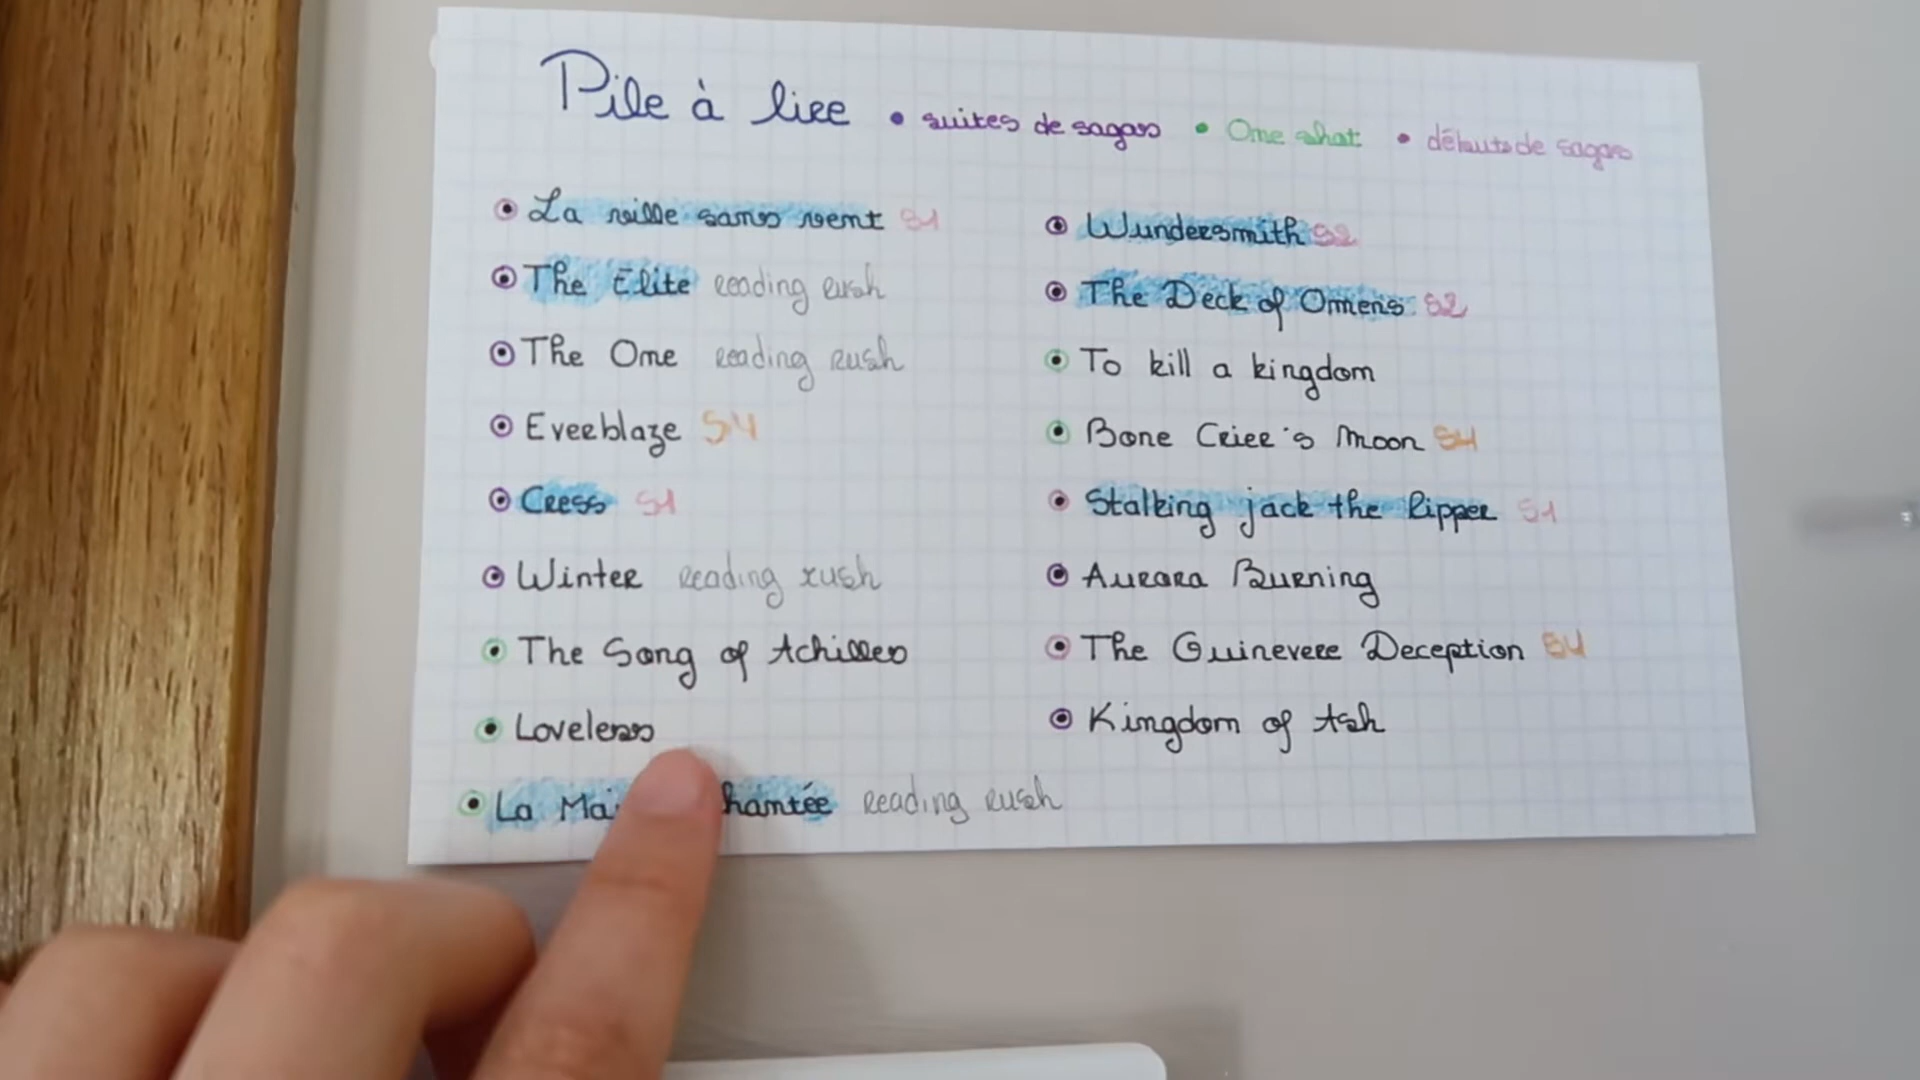 Pile à lire • suites de sagas • One shot • débuts de sagas
La ville sans vent S1
The Elite reading rush
The One reading rush
Everblaze S4
Cress S1
Winter reading rush
The Song of Achilles
Loveless
La Mai hantée reading rush
Wundersmith S2
The Deck of Omens S2
To kill a kingdom
Bone Crier's Moon S4
Stalking jack the Ripper S1
Aurora Burning
The Guinevere Deception S4
Kingdom of Ash